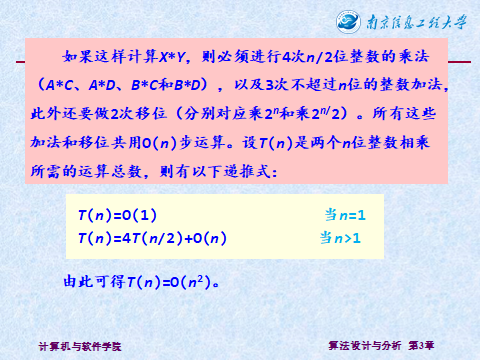 南京信息工程大学
如果这样计算X*Y，则必须进行4次n/2位整数的乘法
（A*C、A*D、B*C和B*D），以及3次不超过n位的整数加法，
此外还要做2次移位（分别对应乘2ⁿ和乘2ⁿ/2）。所有这些
加法和移位共用O(n)步运算。设T(n)是两个n位整数相乘
所需的运算总数，则有以下递推式：
T(n)=O(1) 当n=1
T(n)=4T(n/2)+O(n) 当n>1
由此可得T(n)=O(n²)。
计算机与软件学院 算法设计与分析 第3章